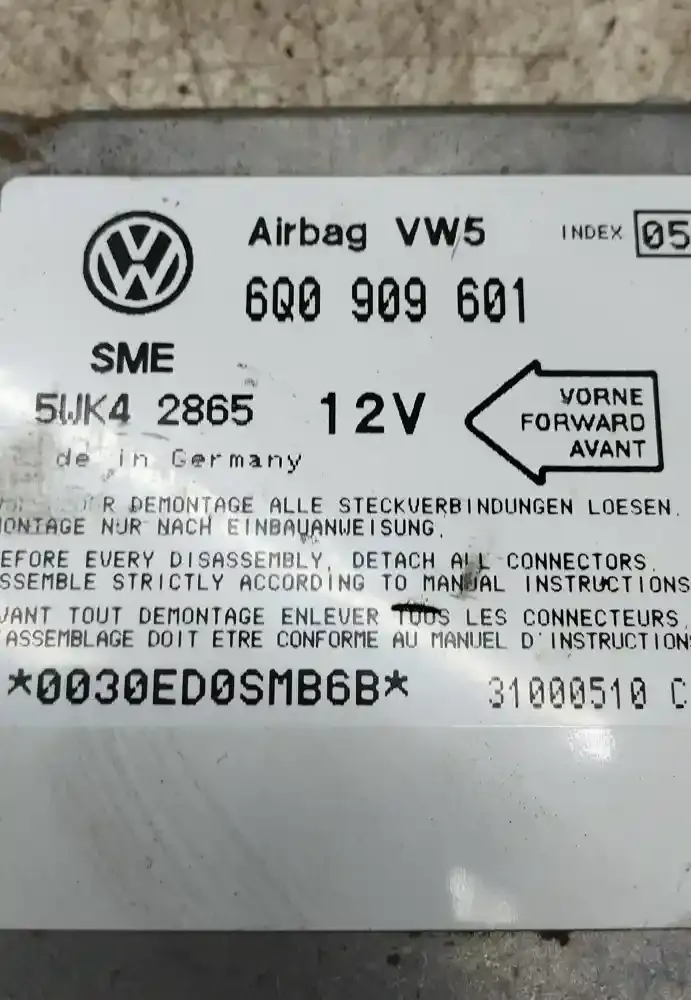 Airbag VW5 INDEX 05
6Q0 909 601
SME
5WK4 2865 12V
VORNE
FORWARD
AVANT
de in Germany
R DEMONTAGE ALLE STECKVERBINDUNGEN LOESEN.
ONTAGE NUR NACH EINBAUANWEISUNG.
EFORE EVERY DISASSEMBLY, DETACH ALL CONNECTORS.
SSEMBLE STRICTLY ACCORDING TO MANUAL INSTRUCTIONS
VANT TOUT DEMONTAGE ENLEVER TOUS LES CONNECTEURS.
ASSEMBLAGE DOIT ETRE CONFORME AU MANUEL D'INSTRUCTION
*0030ED0SMB6B* 31000510 C